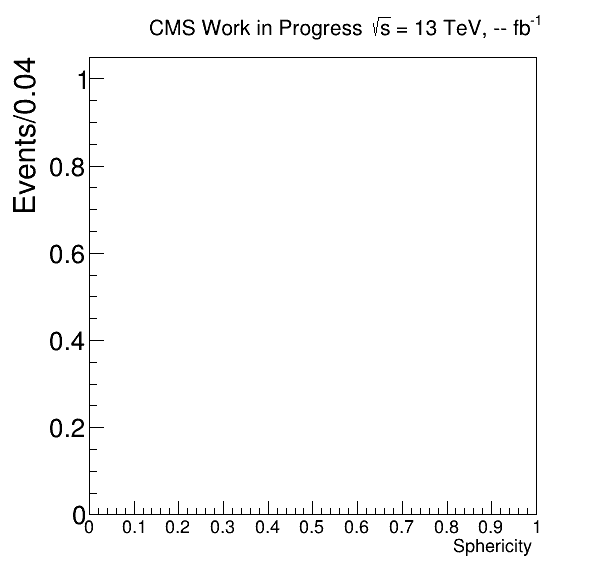 CMS Work in Progress √s = 13 TeV, -- fb⁻¹
Events/0.04
1
0.8
0.6
0.4
0.2
0
0 0.1 0.2 0.3 0.4 0.5 0.6 0.7 0.8 0.9 1
Sphericity